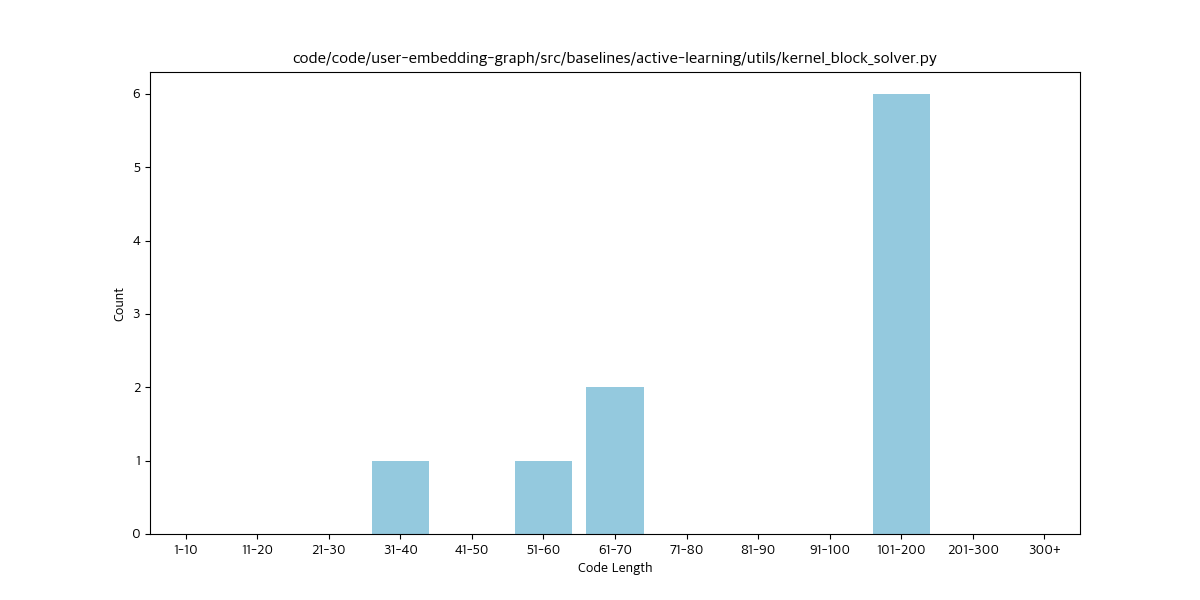 code/code/user-embedding-graph/src/baselines/active-learning/utils/kernel_block_solver.py
6
5
4
3
2
1
0
Count
1-10 11-20 21-30 31-40 41-50 51-60 61-70 71-80 81-90 91-100 101-200 201-300 300+
Code Length